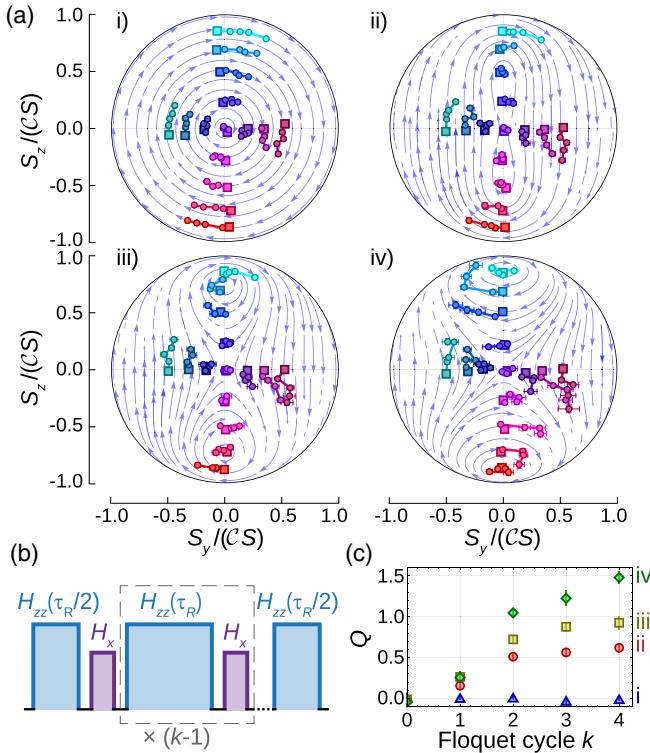 (a)
1.0
0.5
0.0
-0.5
-1.0
S_z/(𝒞S)
i)
ii)
1.0
0.5
0.0
-0.5
-1.0
S_z/(𝒞S)
iii)
iv)
-1.0 -0.5 0.0 0.5 1.0
-1.0 -0.5 0.0 0.5 1.0
S_y/(𝒞S)
S_y/(𝒞S)
(b)
H_zz(τ_R/2) H_zz(τ_R) H_zz(τ_R/2)
H_x H_x
× (k-1)
(c)
1.5
1.0
0.5
0.0
Q
iv
iii
ii
i
0 1 2 3 4
Floquet cycle k